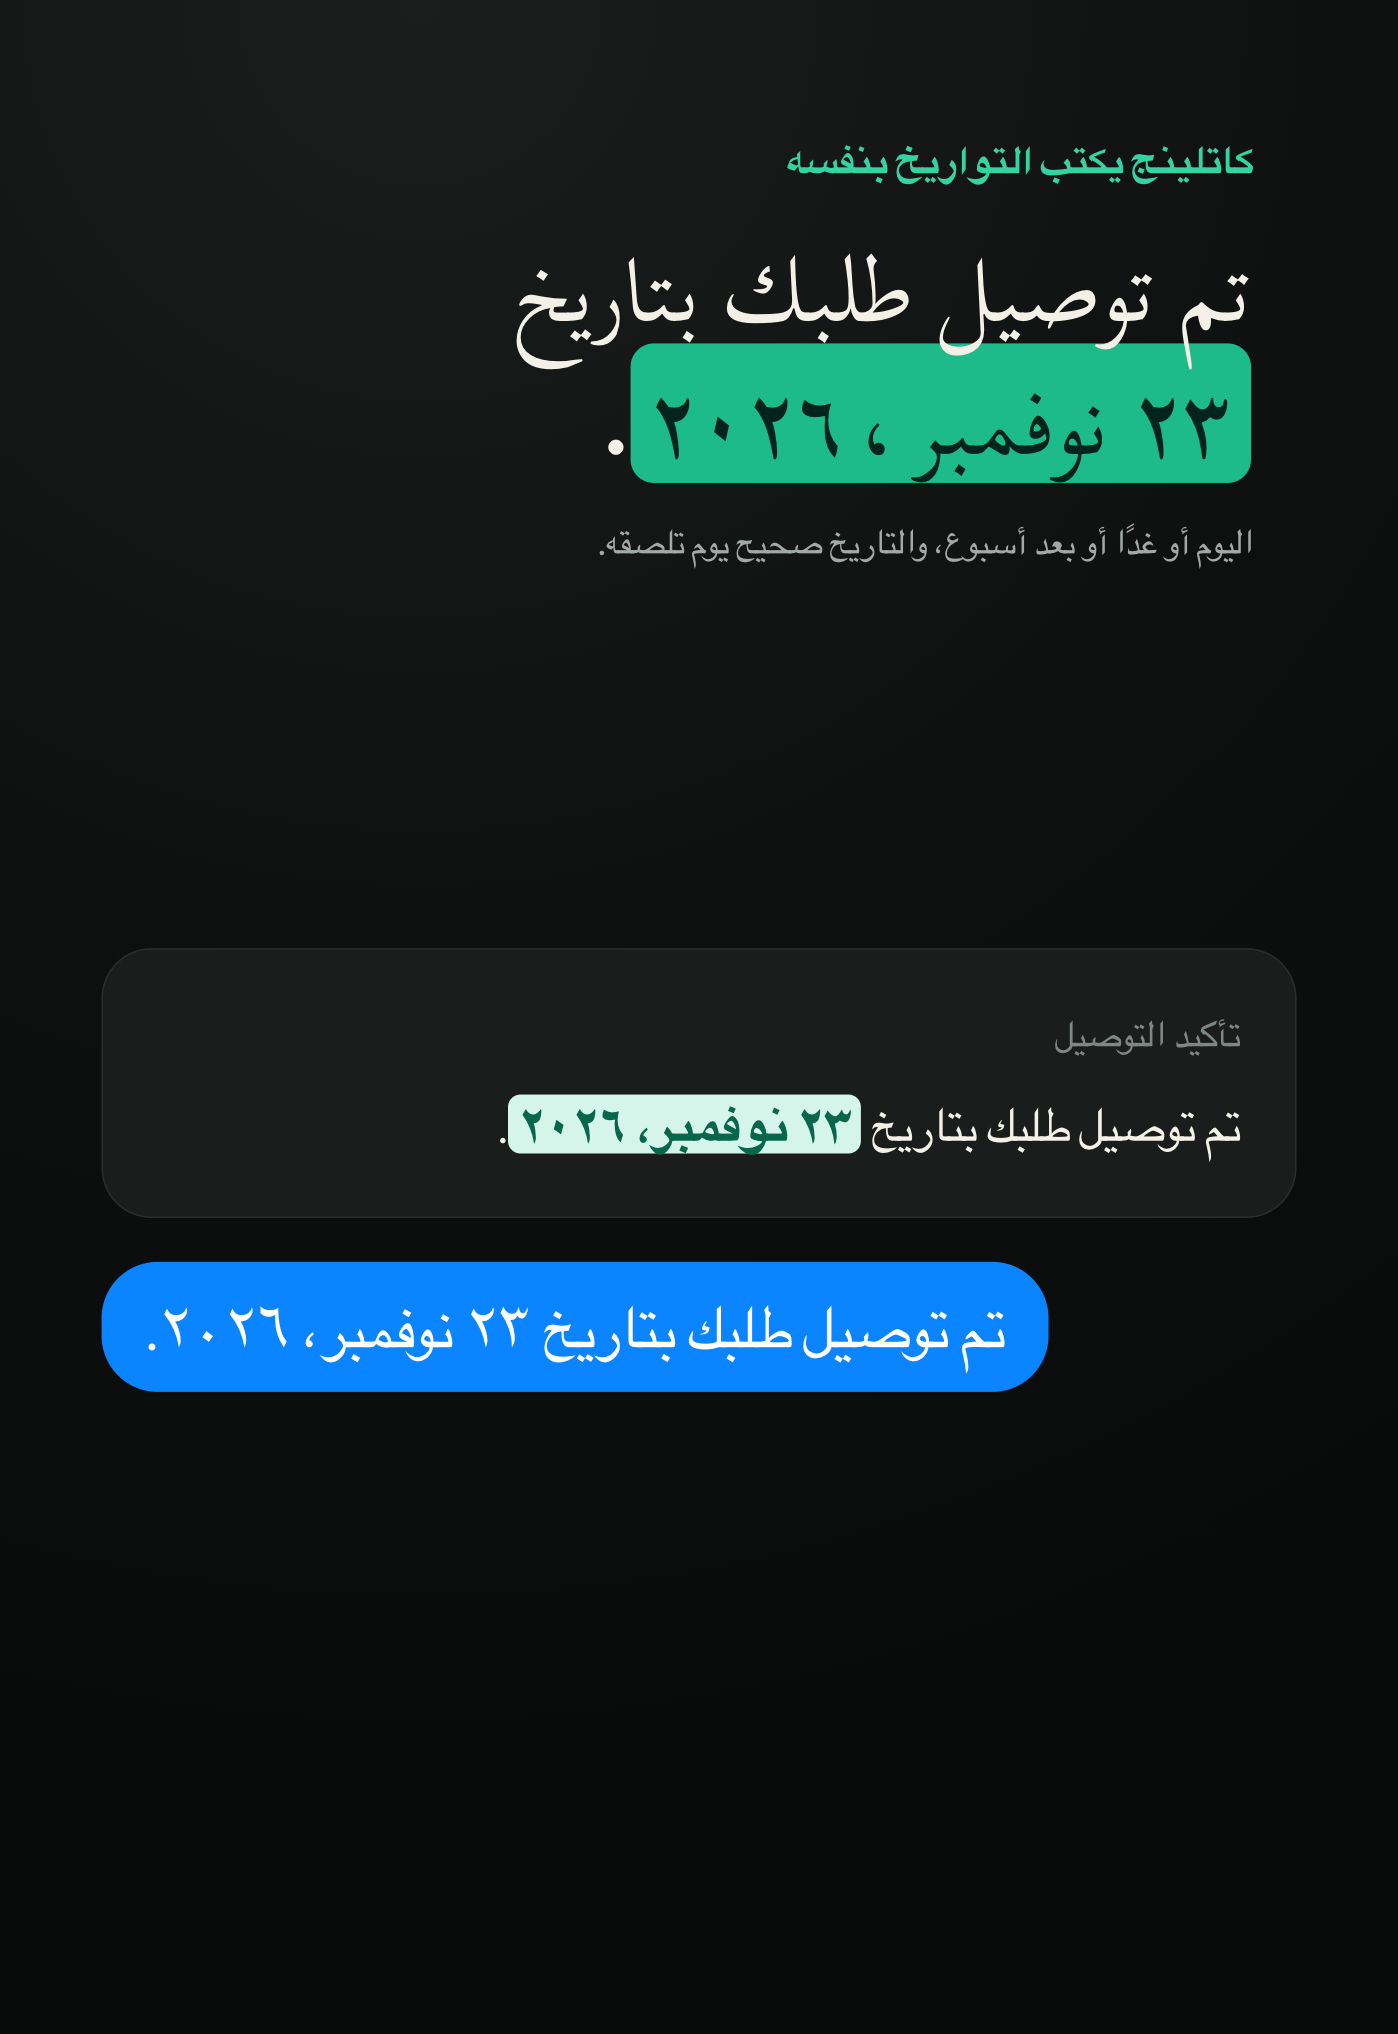 كاتلينج يكتب التواريخ بنفسه
تم توصيل طلبك بتاريخ
٢٣ نوفمبر، ٢٠٢٦.
اليوم أو غدًا أو بعد أسبوع، والتاريخ صحيح يوم تلصقه.
تأكيد التوصيل
تم توصيل طلبك بتاريخ ٢٣ نوفمبر، ٢٠٢٦.
تم توصيل طلبك بتاريخ ٢٣ نوفمبر، ٢٠٢٦.